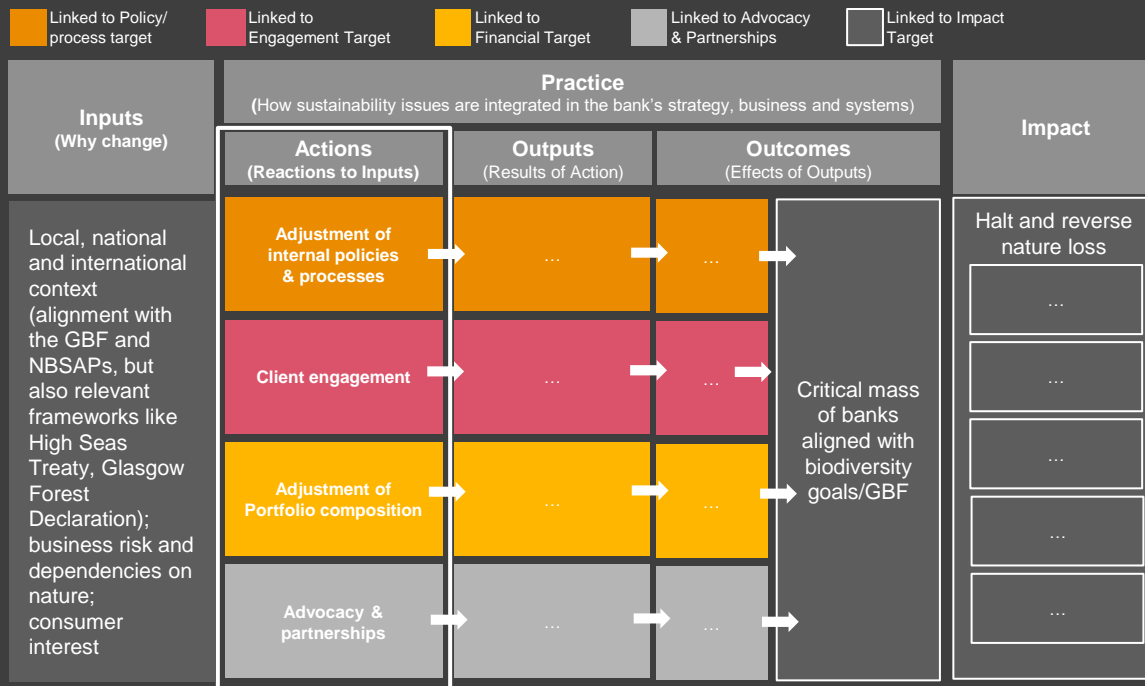 Linked to Policy/
process target
Linked to
Engagement Target
Linked to
Financial Target
Linked to Advocacy
& Partnerships
Linked to Impact
Target
Inputs
(Why change)
Practice
(How sustainability issues are integrated in the bank's strategy, business and systems)
Impact
Actions
(Reactions to Inputs)
Outputs
(Results of Action)
Outcomes
(Effects of Outputs)
Local, national
and international
context
(alignment with
the GBF and
NBSAPs, but
also relevant
frameworks like
High Seas
Treaty, Glasgow
Forest
Declaration);
business risk and
dependencies on
nature;
consumer
interest
Adjustment of
internal policies
& processes
...
...
Client engagement
...
...
Adjustment of
Portfolio composition
...
...
Advocacy &
partnerships
...
...
Critical mass
of banks
aligned with
biodiversity
goals/GBF
Halt and reverse
nature loss
...
...
...
...
...